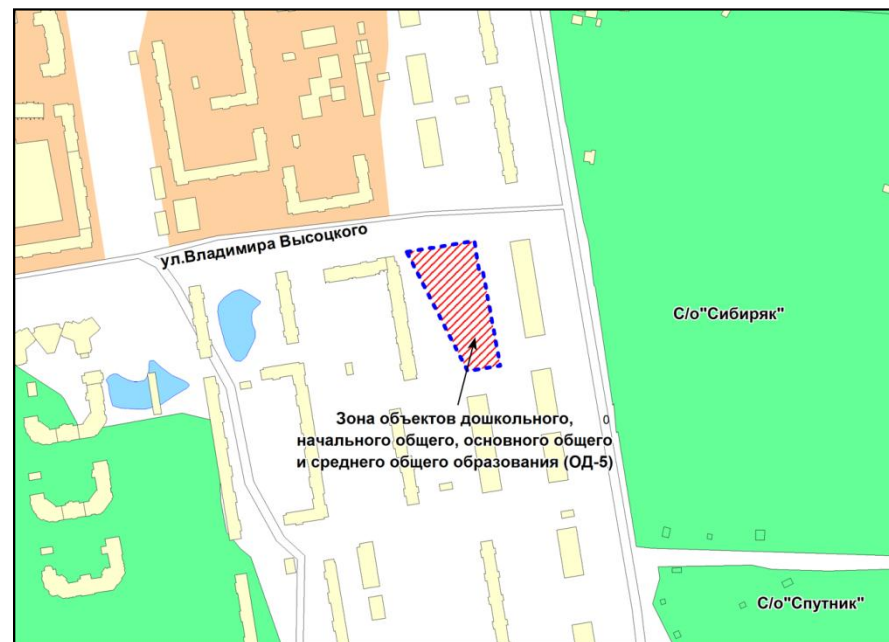 ул.Владимира Высоцкого
С/о"Сибиряк"
Зона объектов дошкольного,
начального общего, основного общего
и среднего общего образования (ОД-5)
0
С/о"Спутник"